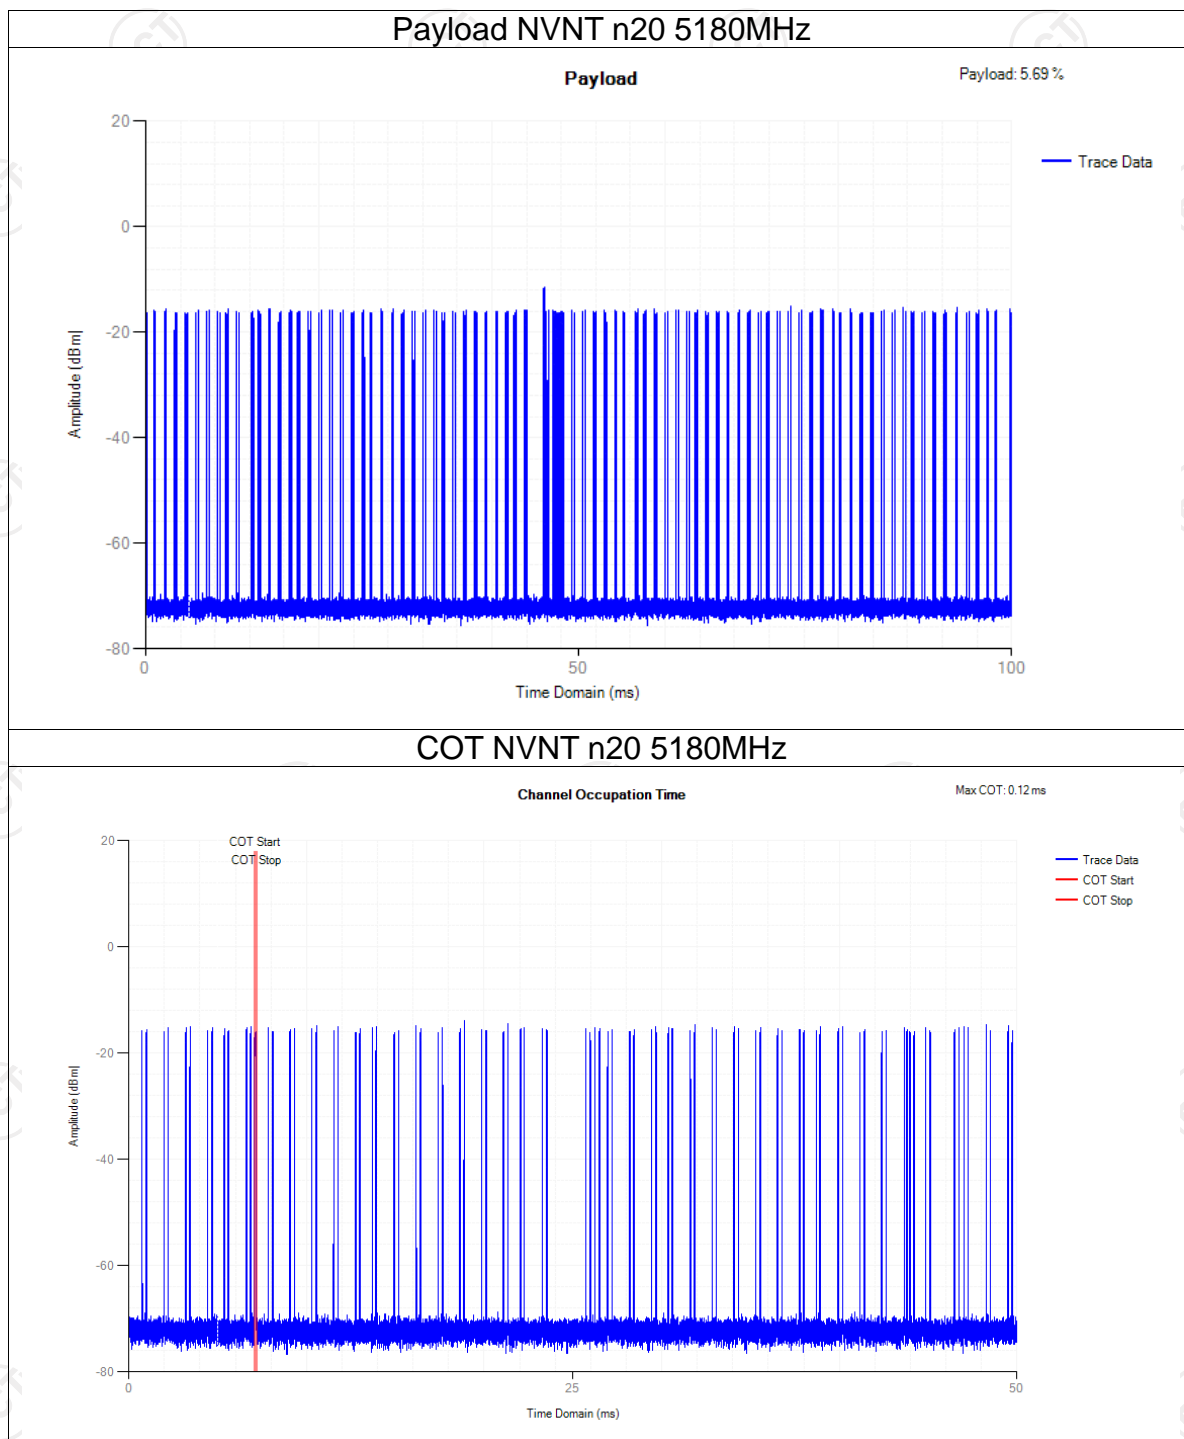 Payload NVNT n20 5180MHz
Payload
Payload: 5.69 %
20
0
-20
-40
-60
-80
Amplitude (dBm)
Trace Data
0
50
100
Time Domain (ms)
COT NVNT n20 5180MHz
Channel Occupation Time
Max COT: 0.12 ms
COT Start
COT Stop
20
0
-20
-40
-60
-80
Amplitude (dBm)
Trace Data
COT Start
COT Stop
0
25
50
Time Domain (ms)